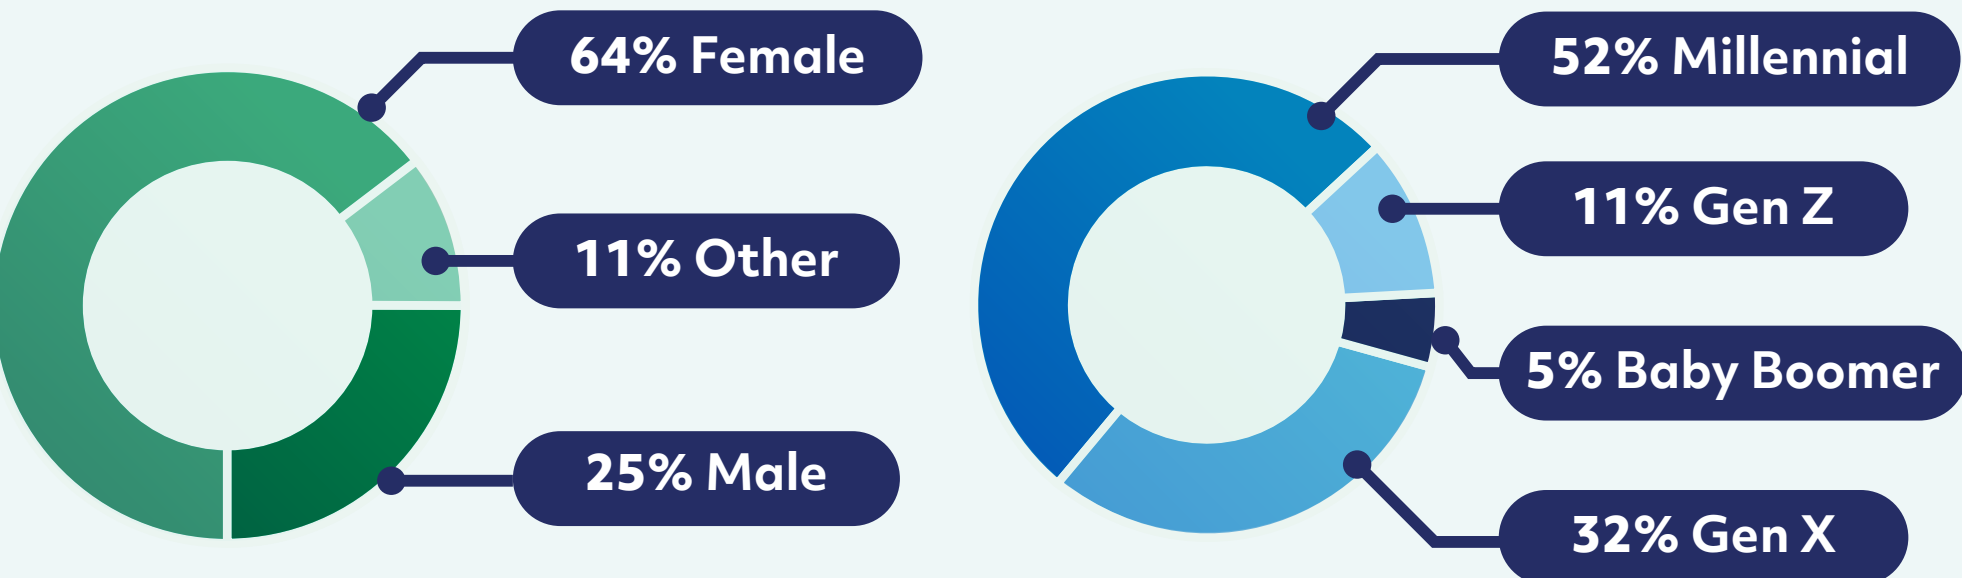 64% Female
11% Other
25% Male
52% Millennial
11% Gen Z
5% Baby Boomer
32% Gen X